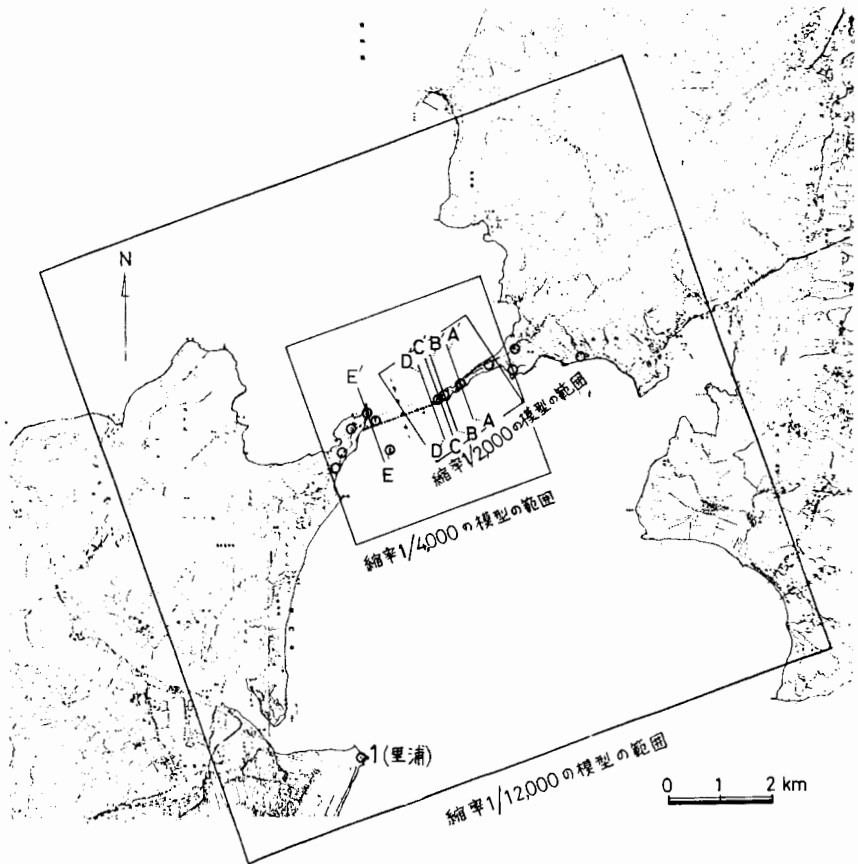 N
E'
D' C' B' A'
D C B A
E
縮率1/2,000の模型の範囲
縮率1/4,000の模型の範囲
1(里浦)
縮率1/12,000の模型の範囲
0 1 2 km